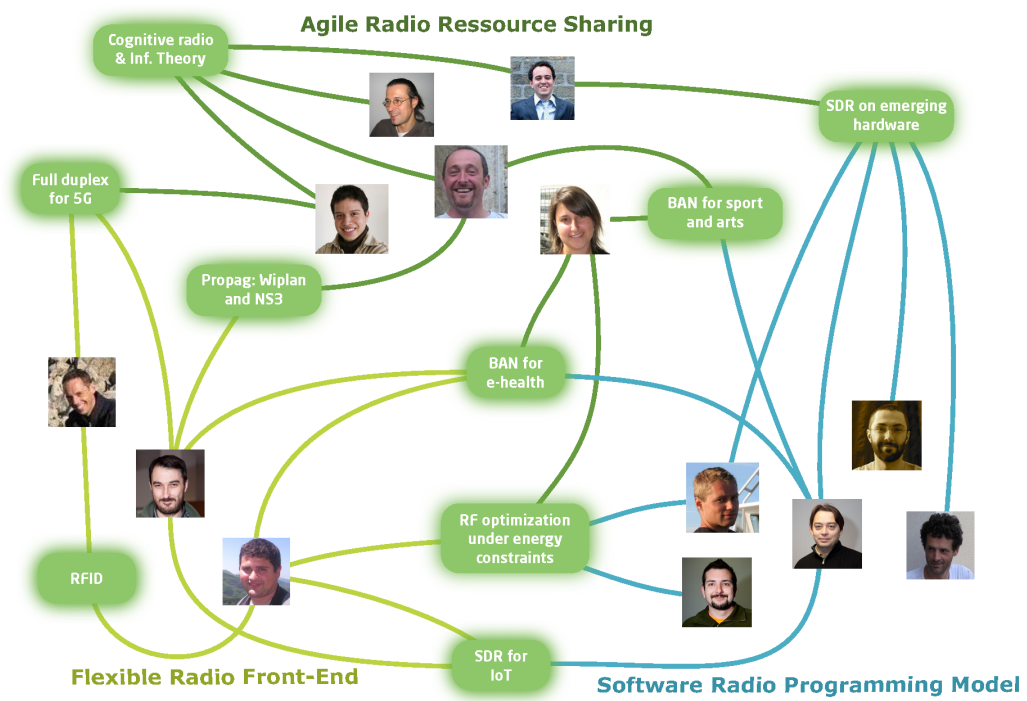 Agile Radio Ressource Sharing
Cognitive radio
& Inf. Theory
SDR on emerging
hardware
Full duplex
for 5G
BAN for sport
and arts
Propag: Wiplan
and NS3
BAN for
e-health
RF optimization
under energy
constraints
RFID
SDR for
IoT
Flexible Radio Front-End
Software Radio Programming Model